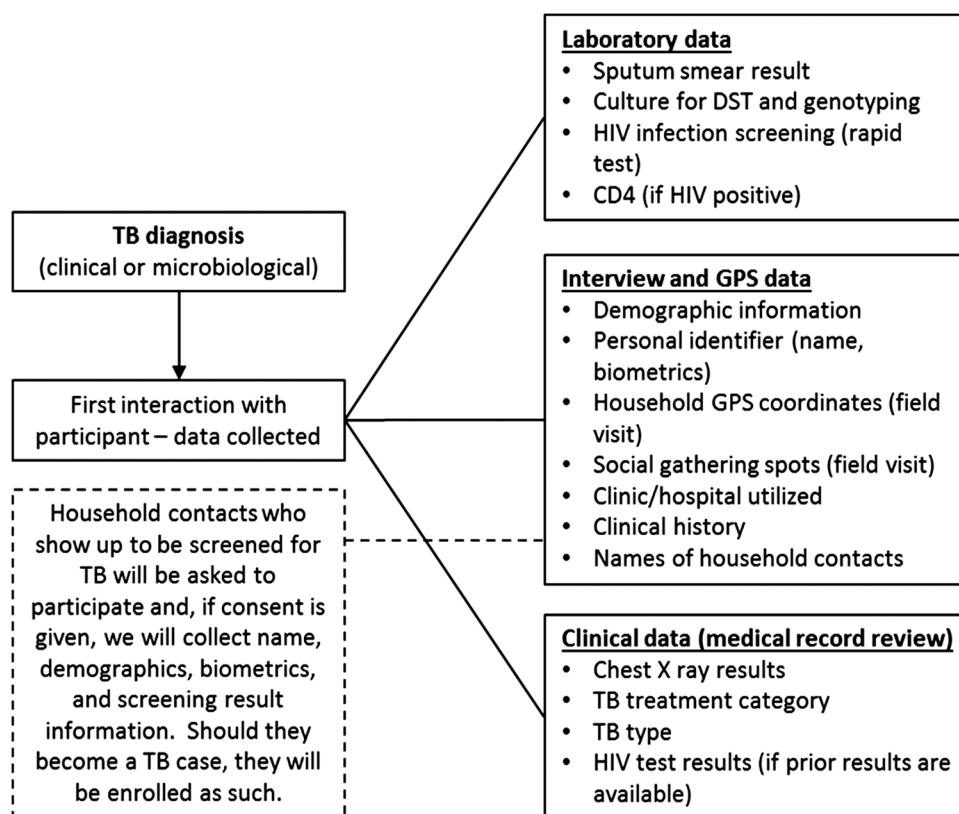 TB diagnosis
(clinical or microbiological)
First interaction with
participant – data collected
Household contacts who
show up to be screened for
TB will be asked to
participate and, if consent is
given, we will collect name,
demographics, biometrics,
and screening result
information.  Should they
become a TB case, they will
be enrolled as such.
Laboratory data
• Sputum smear result
• Culture for DST and genotyping
• HIV infection screening (rapid
test)
• CD4 (if HIV positive)
Interview and GPS data
• Demographic information
• Personal identifier (name,
biometrics)
• Household GPS coordinates (field
visit)
• Social gathering spots (field visit)
• Clinic/hospital utilized
• Clinical history
• Names of household contacts
Clinical data (medical record review)
• Chest X ray results
• TB treatment category
• TB type
• HIV test results (if prior results are
available)